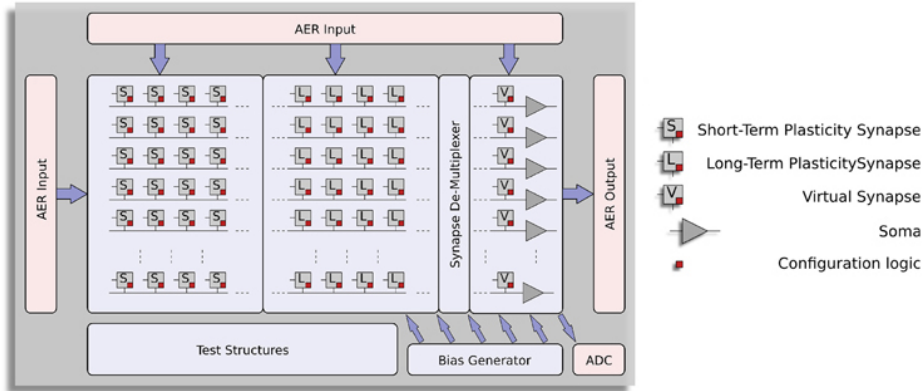 AER Input
AER Input
S S S S L L L L V
S S S S L L L L V
S S S S L L L L V
S S S S L L L L V
S S S S L L L L V
S S S S L L L L V
Synapse De-Multiplexer
AER Output
Test Structures
Bias Generator
ADC
S Short-Term Plasticity Synapse
L Long-Term PlasticitySynapse
V Virtual Synapse
Soma
Configuration logic